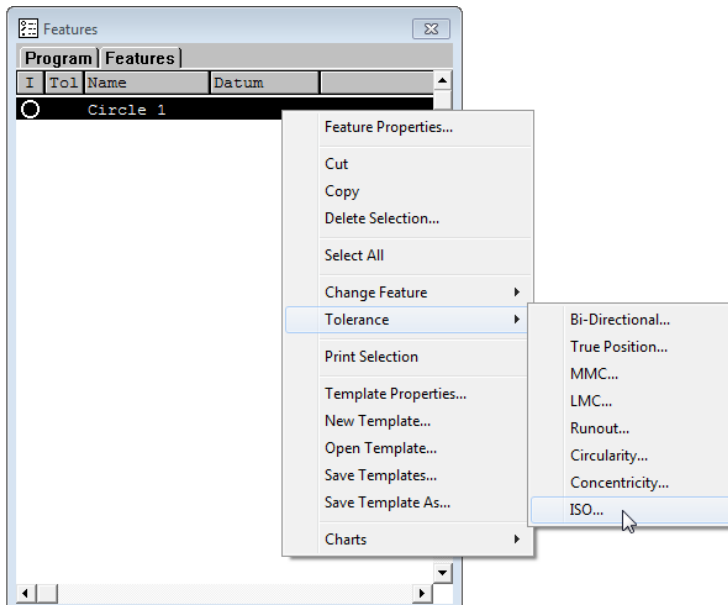 Features
Program Features
I Tol Name Datum
Circle 1
Feature Properties...
Cut
Copy
Delete Selection...
Select All
Change Feature
Tolerance
Print Selection
Template Properties...
New Template...
Open Template...
Save Templates...
Save Template As...
Charts
Bi-Directional...
True Position...
MMC...
LMC...
Runout...
Circularity...
Concentricity...
ISO...